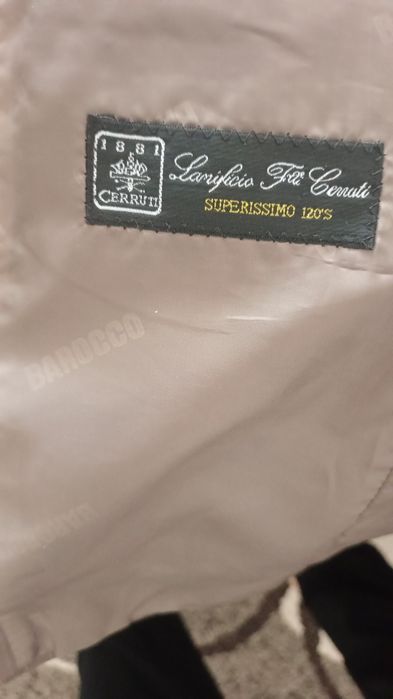 1881
CERRUTI
Lanificio F.lli Cerruti
SUPERISSIMO 120'S
BAROCCO